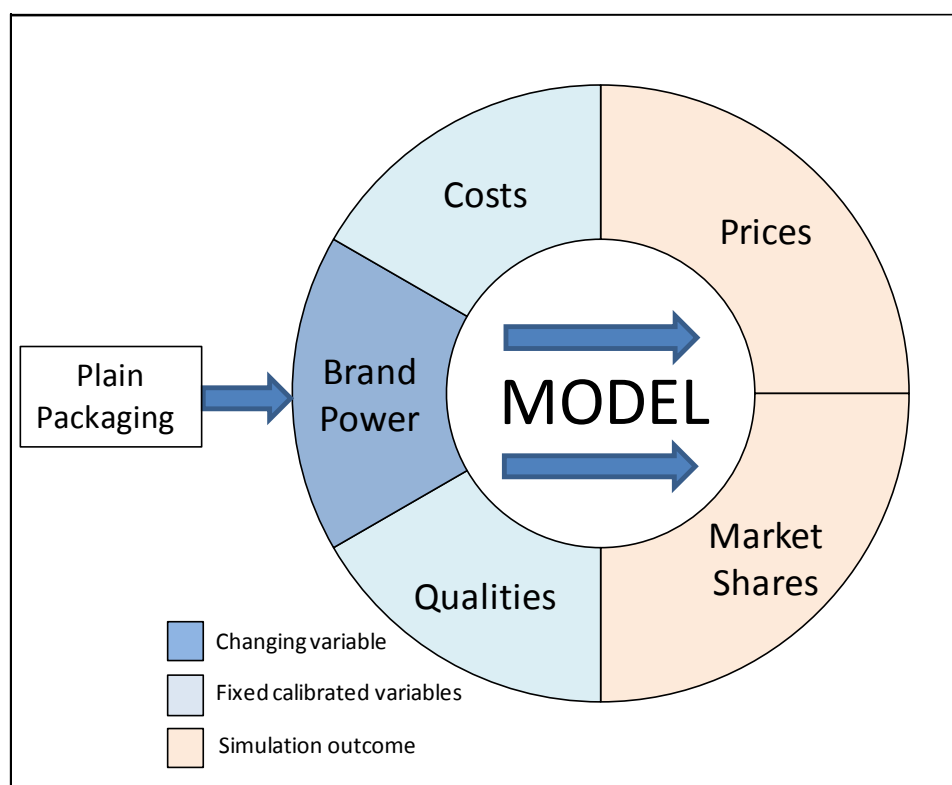 Costs
Prices
Plain
Packaging
Brand
Power
MODEL
Qualities
Market
Shares
Changing variable
Fixed calibrated variables
Simulation outcome